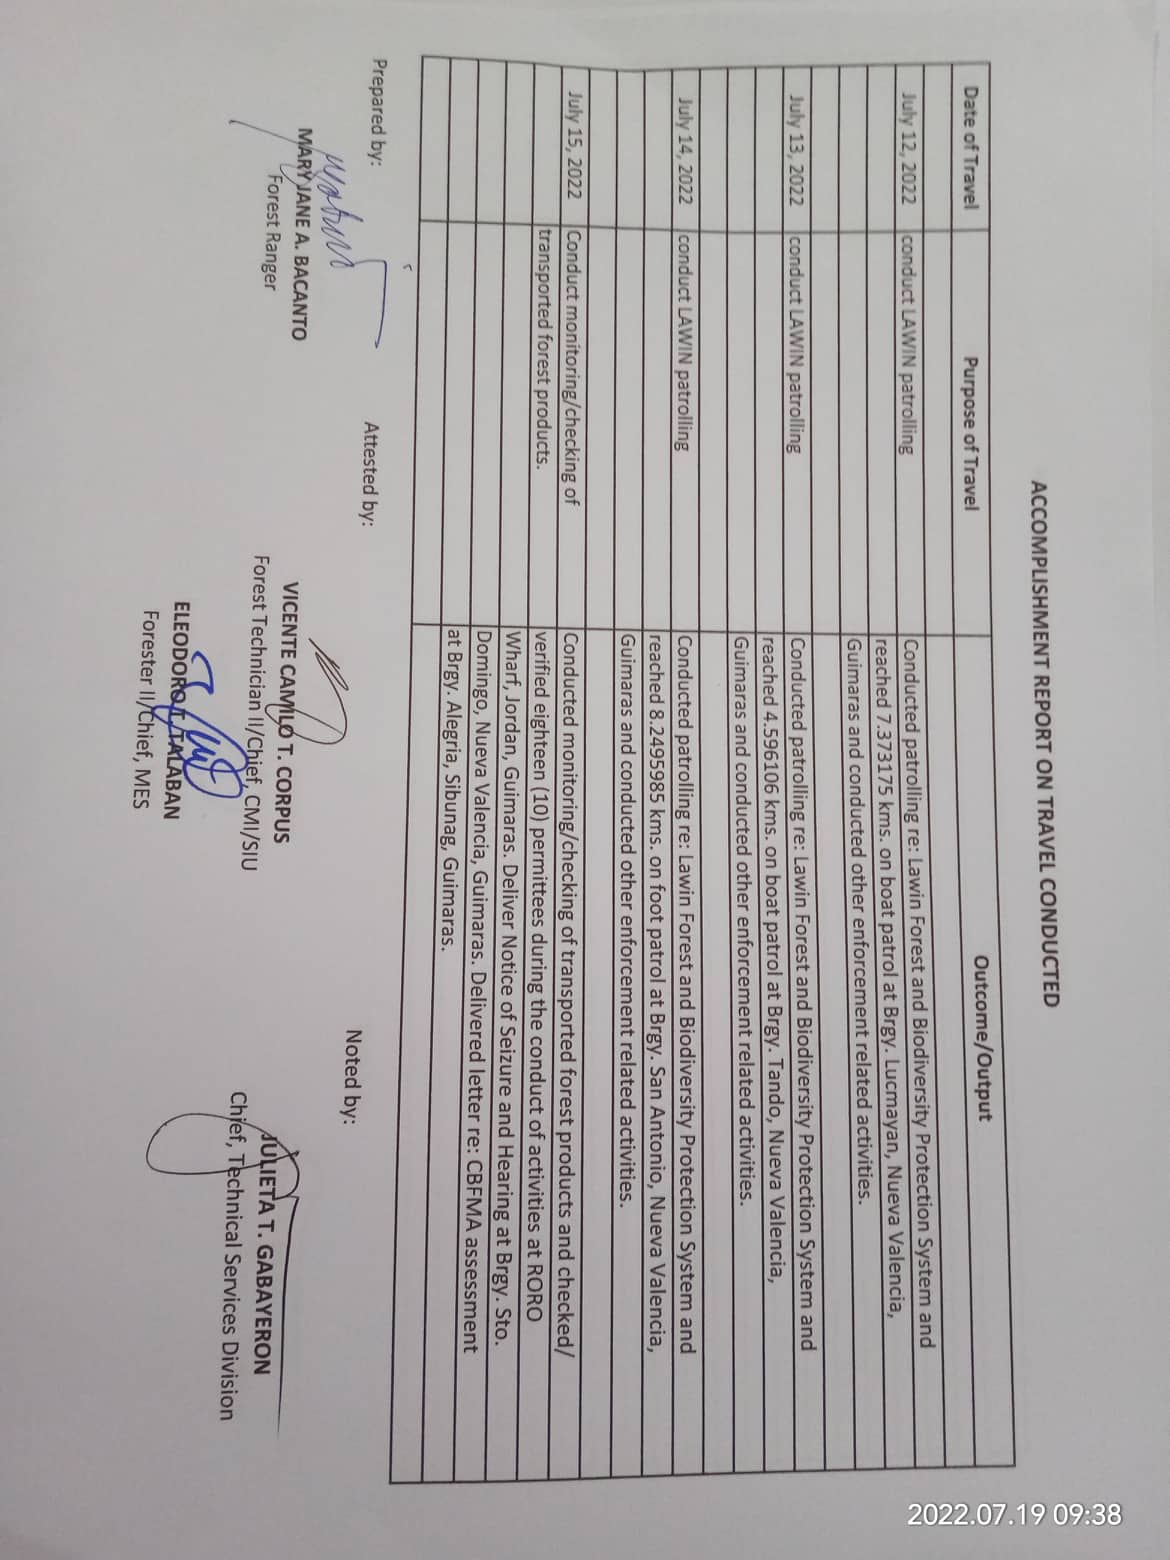 ACCOMPLISHMENT REPORT ON TRAVEL CONDUCTED
Date of Travel Purpose of Travel Outcome/Output
July 12, 2022 conduct LAWIN patrolling Conducted patrolling re: Lawin Forest and Biodiversity Protection System and
reached 7.373175 kms. on boat patrol at Brgy. Lucmayan, Nueva Valencia,
Guimaras and conducted other enforcement related activities.
July 13, 2022 conduct LAWIN patrolling Conducted patrolling re: Lawin Forest and Biodiversity Protection System and
reached 4.596106 kms. on boat patrol at Brgy. Tando, Nueva Valencia,
Guimaras and conducted other enforcement related activities.
July 14, 2022 conduct LAWIN patrolling Conducted patrolling re: Lawin Forest and Biodiversity Protection System and
reached 8.2495985 kms. on foot patrol at Brgy. San Antonio, Nueva Valencia,
Guimaras and conducted other enforcement related activities.
July 15, 2022 Conduct monitoring/checking of Conducted monitoring/checking of transported forest products and checked/
transported forest products. verified eighteen (10) permittees during the conduct of activities at RORO
Wharf, Jordan, Guimaras. Deliver Notice of Seizure and Hearing at Brgy. Sto.
Domingo, Nueva Valencia, Guimaras. Delivered letter re: CBFMA assessment
at Brgy. Alegria, Sibunag, Guimaras.
Prepared by: Attested by: Noted by:
MARY JANE A. BACANTO VICENTE CAMILO T. CORPUS JULIETA T. GABAYERON
Forest Ranger Forest Technician II/Chief, CMI/SIU Chief, Technical Services Division
ELEODORO T. TALABAN
Forester II/Chief, MES
2022.07.19 09:38